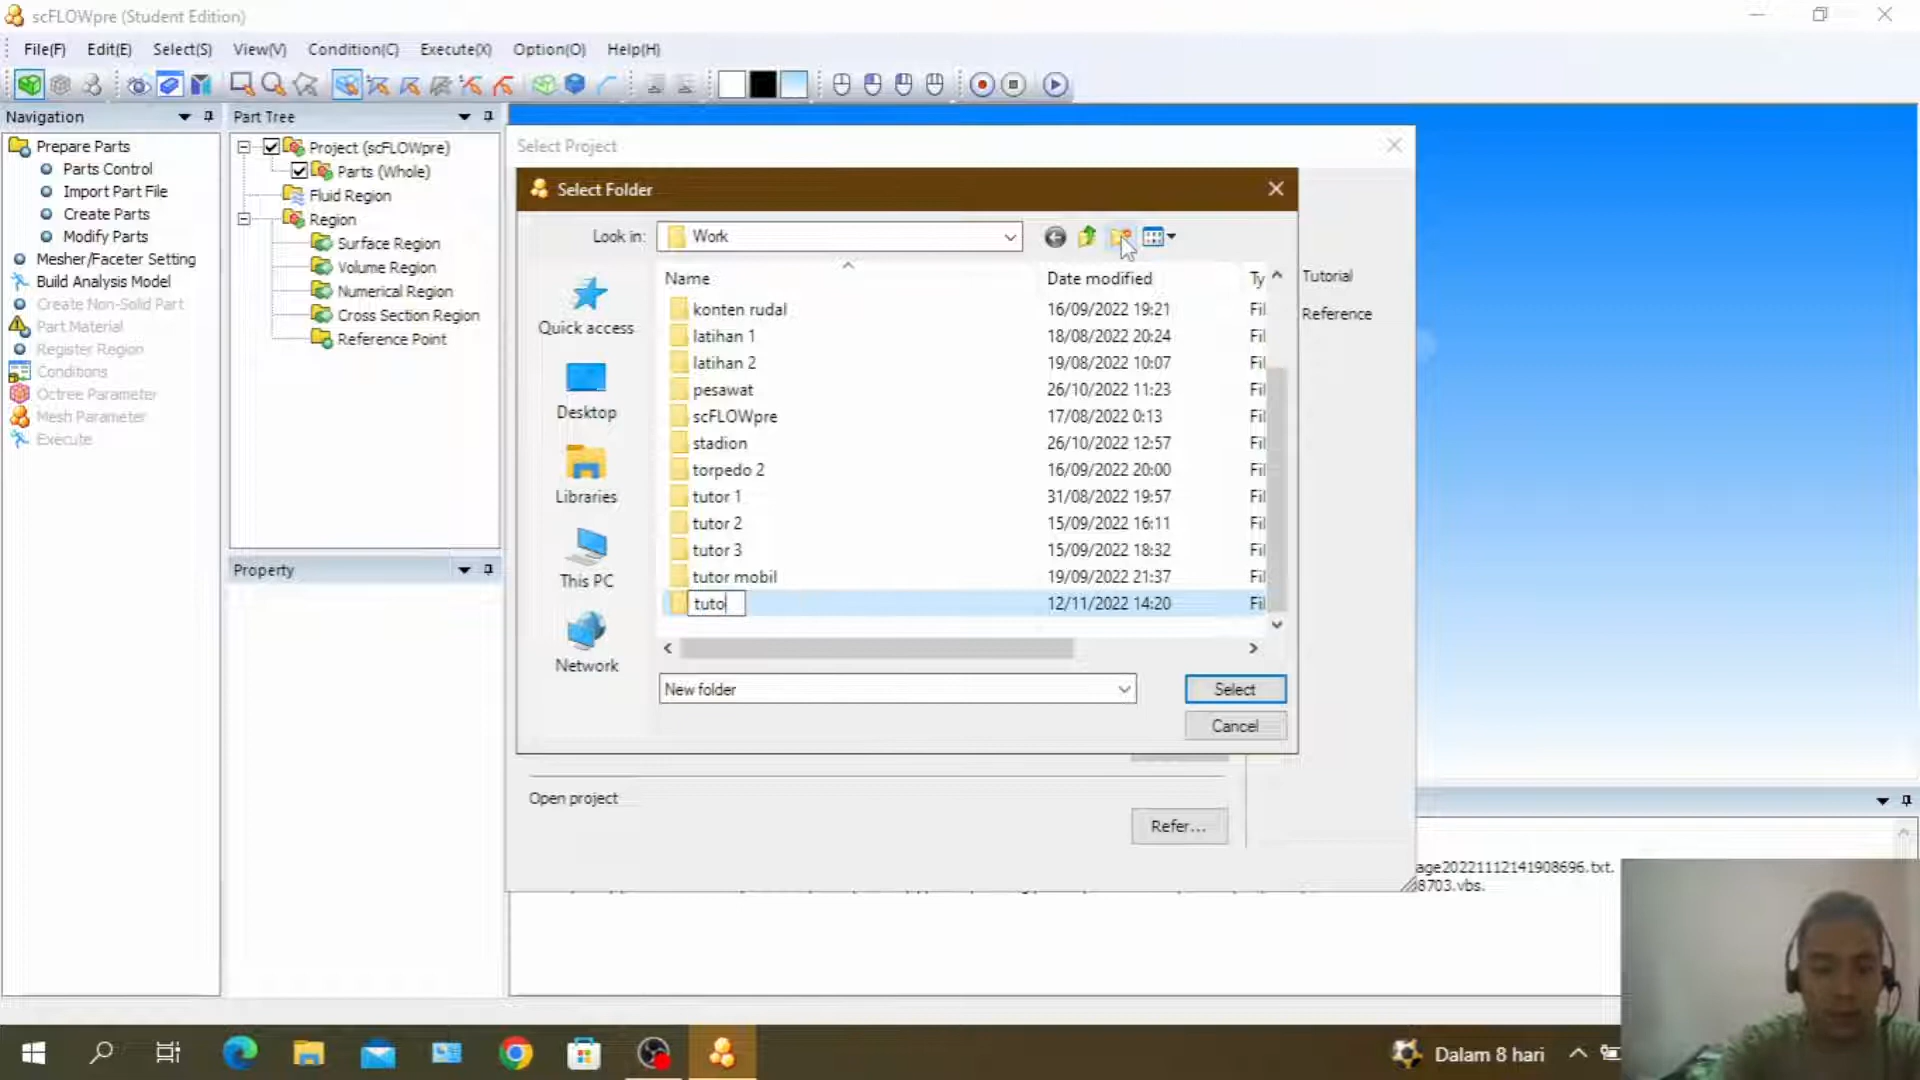 scFLOWpre (Student Edition)
File(F) Edit(E) Select(S) View(V) Condition(C) Execute(X) Option(O) Help(H)
Navigation
Prepare Parts
Parts Control
Import Part File
Create Parts
Modify Parts
Mesher/Faceter Setting
Build Analysis Model
Create Non-Solid Part
Part Material
Register Region
Conditions
Octree Parameter
Mesh Parameter
Execute
Part Tree
Project (scFLOWpre)
Parts (Whole)
Fluid Region
Region
Surface Region
Volume Region
Numerical Region
Cross Section Region
Reference Point
Property
Select Project
Select Folder
Look in: Work
Quick access
Desktop
Libraries
This PC
Network
Name Date modified Ty
konten rudal 16/09/2022 19:21 Fil
latihan 1 18/08/2022 20:24 Fil
latihan 2 19/08/2022 10:07 Fil
pesawat 26/10/2022 11:23 Fil
scFLOWpre 17/08/2022 0:13 Fil
stadion 26/10/2022 12:57 Fil
torpedo 2 16/09/2022 20:00 Fil
tutor 1 31/08/2022 19:57 Fil
tutor 2 15/09/2022 16:11 Fil
tutor 3 15/09/2022 18:32 Fil
tutor mobil 19/09/2022 21:37 Fil
tuto 12/11/2022 14:20 Fil
New folder
Select
Cancel
Tutorial
Reference
Open project
Refer...
age20221112141908696.txt.
8703.vbs.
Dalam 8 hari